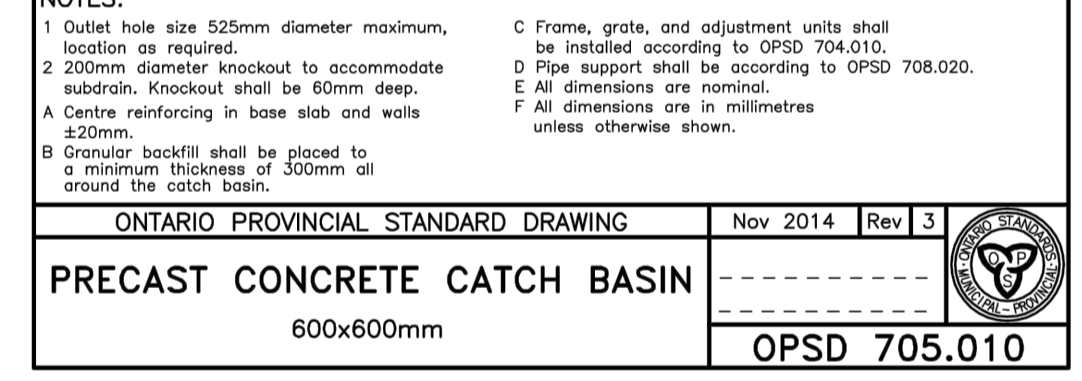 NOTES:
1 Outlet hole size 525mm diameter maximum,
location as required.
2 200mm diameter knockout to accommodate
subdrain. Knockout shall be 60mm deep.
A Centre reinforcing in base slab and walls
±20mm.
B Granular backfill shall be placed to
a minimum thickness of 300mm all
around the catch basin.
C Frame, grate, and adjustment units shall
be installed according to OPSD 704.010.
D Pipe support shall be according to OPSD 708.020.
E All dimensions are nominal.
F All dimensions are in millimetres
unless otherwise shown.
ONTARIO PROVINCIAL STANDARD DRAWING
Nov 2014
Rev 3
PRECAST CONCRETE CATCH BASIN
600x600mm
OPSD 705.010
ONTARIO STANDARDS
MUNICIPAL – PROVINCIAL
O P
S